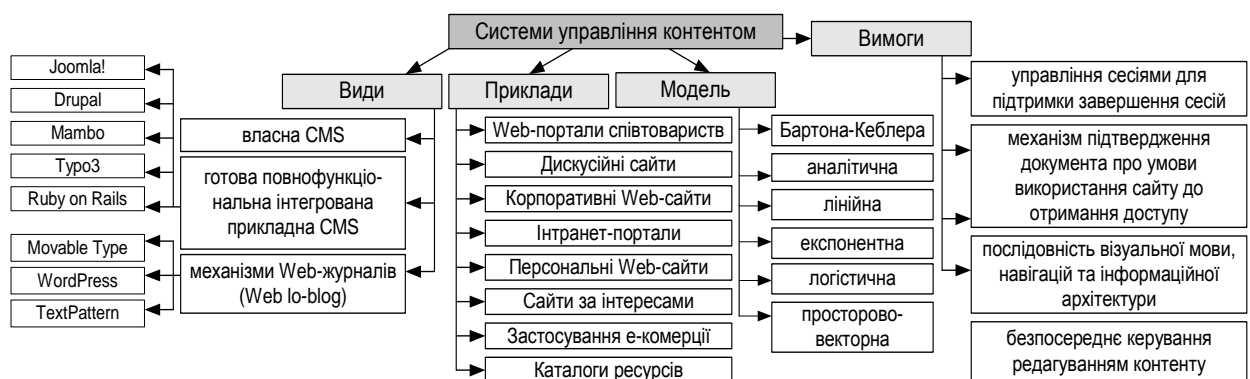 Системи управління контентом
Вимоги
Види
Приклади
Модель
Joomla!
Drupal
Mambo
Typo3
Ruby on Rails
Movable Type
WordPress
TextPattern
власна CMS
готова повнофункціо-
нальна інтегрована
прикладна CMS
механізми Web-журналів
(Web lo-blog)
Web-портали співтовариств
Дискусійні сайти
Корпоративні Web-сайти
Інтранет-портали
Персональні Web-сайти
Сайти за інтересами
Застосування е-комерції
Каталоги ресурсів
Бартона-Кеблера
аналітична
лінійна
експонентна
логістична
просторово-
векторна
управління сесіями для
підтримки завершення сесій
механізм підтвердження
документа про умови
використання сайту до
отримання доступу
послідовність візуальної мови,
навігацій та інформаційної
архітектури
безпосереднє керування
редагуванням контенту